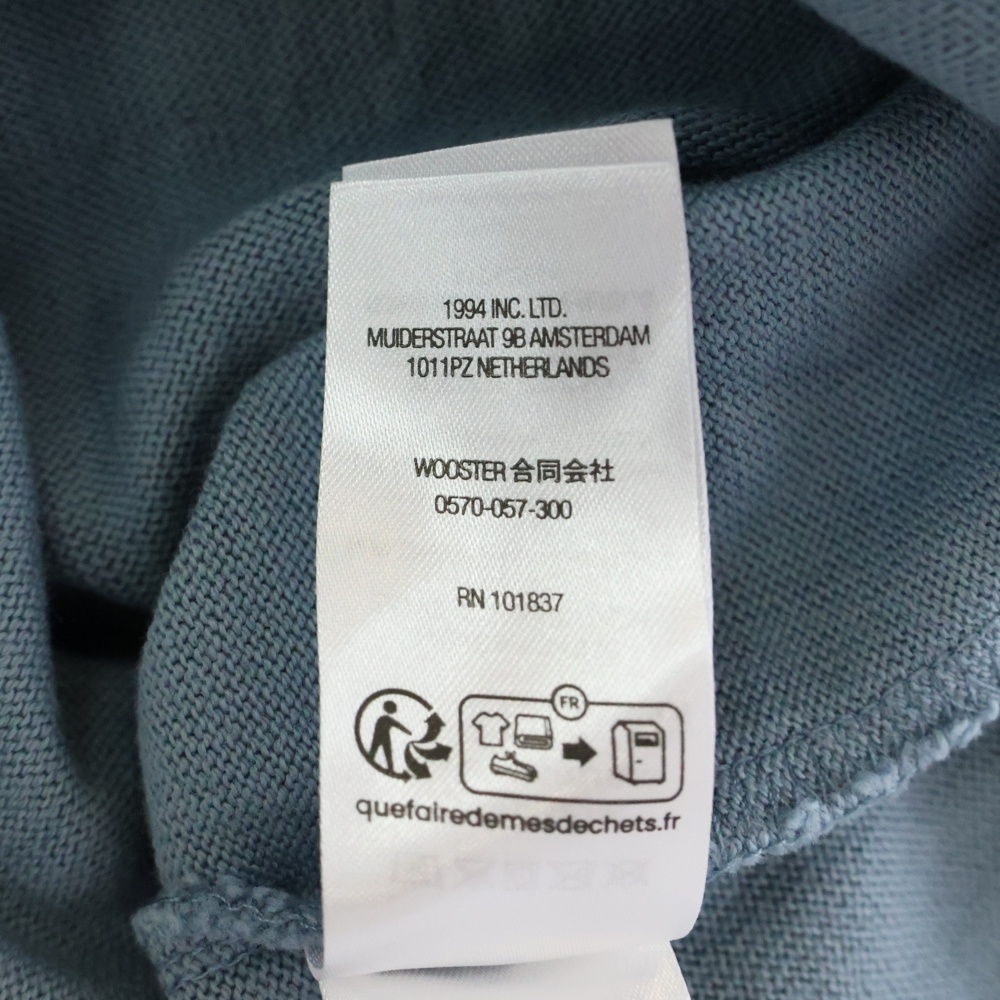 1994 INC. LTD.
MUIDERSTRAAT 9B AMSTERDAM
1011PZ NETHERLANDS
WOOSTER 合同会社
0570-057-300
RN 101837
FR
quefairedemesdechets.fr